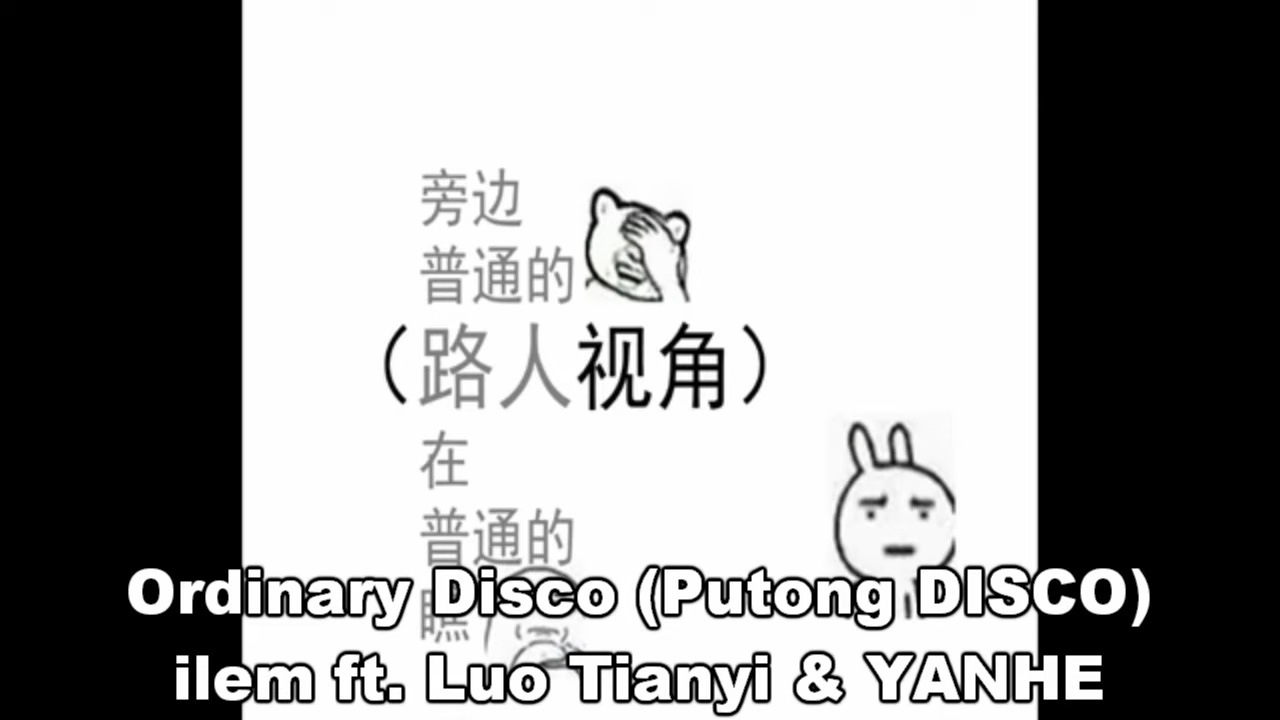 旁边
普通的
（路人视角）
在
普通的
瞧
Ordinary Disco (Putong DISCO)
ilem ft. Luo Tianyi & YANHE